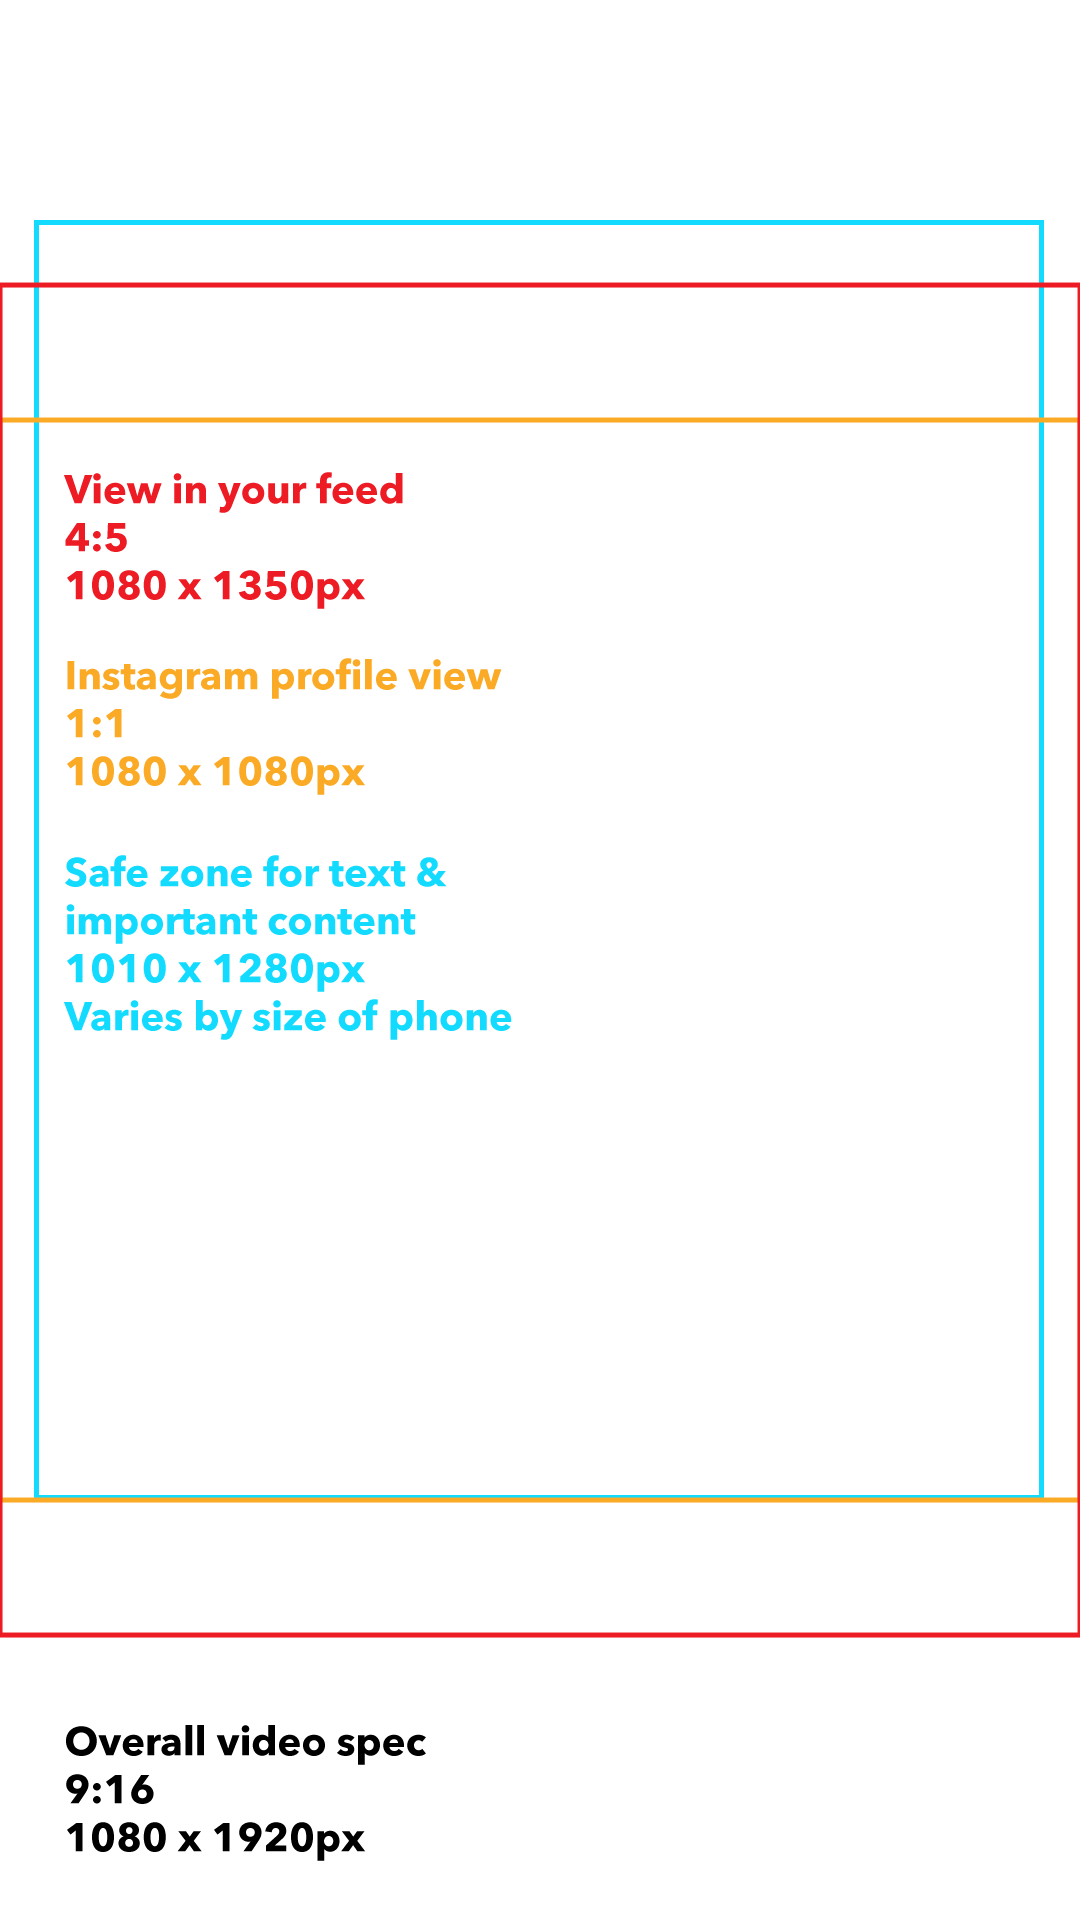 View in your feed
4:5
1080 x 1350px
Instagram profile view
1:1
1080 x 1080px
Safe zone for text &
important content
1010 x 1280px
Varies by size of phone
Overall video spec
9:16
1080 x 1920px